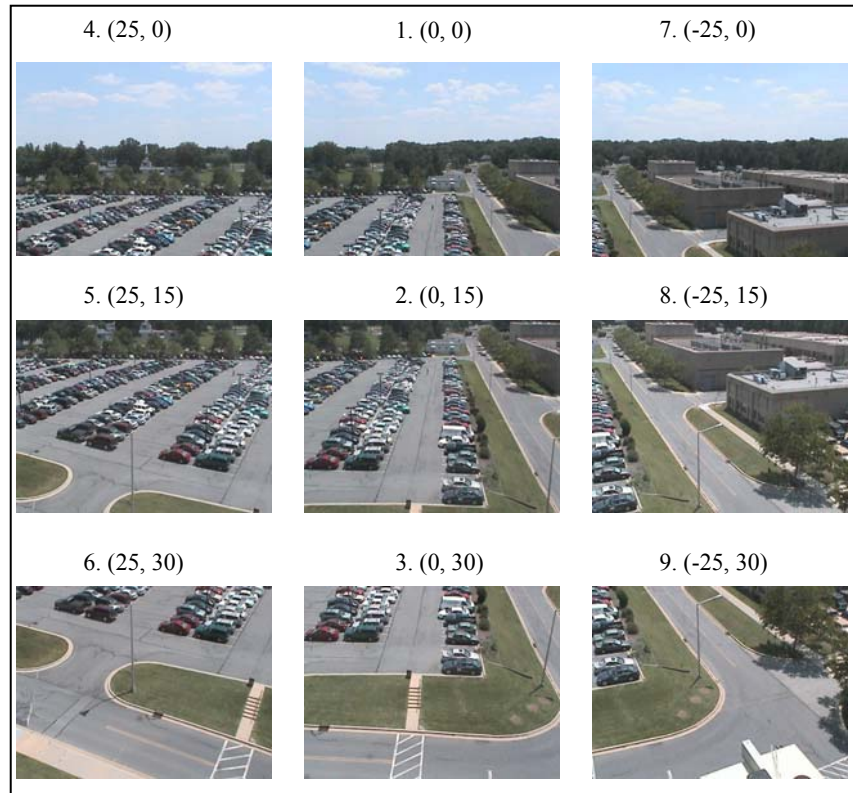 4. (25, 0) 1. (0, 0) 7. (-25, 0)
5. (25, 15) 2. (0, 15) 8. (-25, 15)
6. (25, 30) 3. (0, 30) 9. (-25, 30)